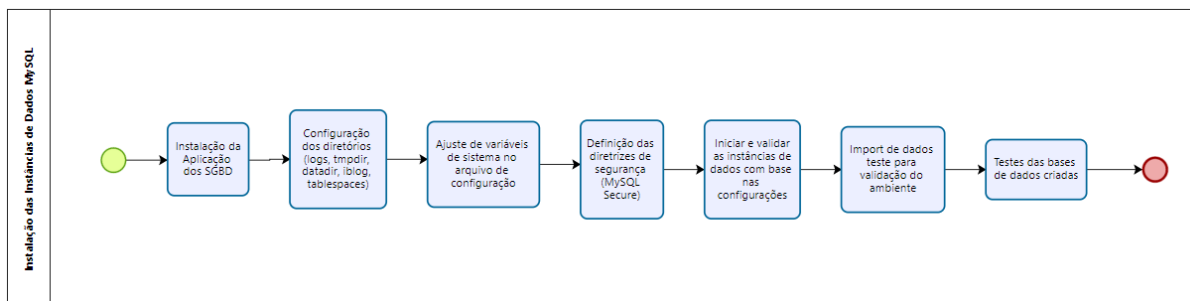 Instalação das Instâncias de Dados MySQL
Instalação da
Aplicação
dos SGBD
Configuração
dos diretórios
(logs, tmpdir,
datadir, iblog,
tablespaces)
Ajuste de variáveis
de sistema no
arquivo de
configuração
Definição das
diretrizes de
segurança
(MySQL
Secure)
Iniciar e validar
as instâncias de
dados com base
nas
configurações
Import de dados
teste para
validação do
ambiente
Testes das bases
de dados criadas